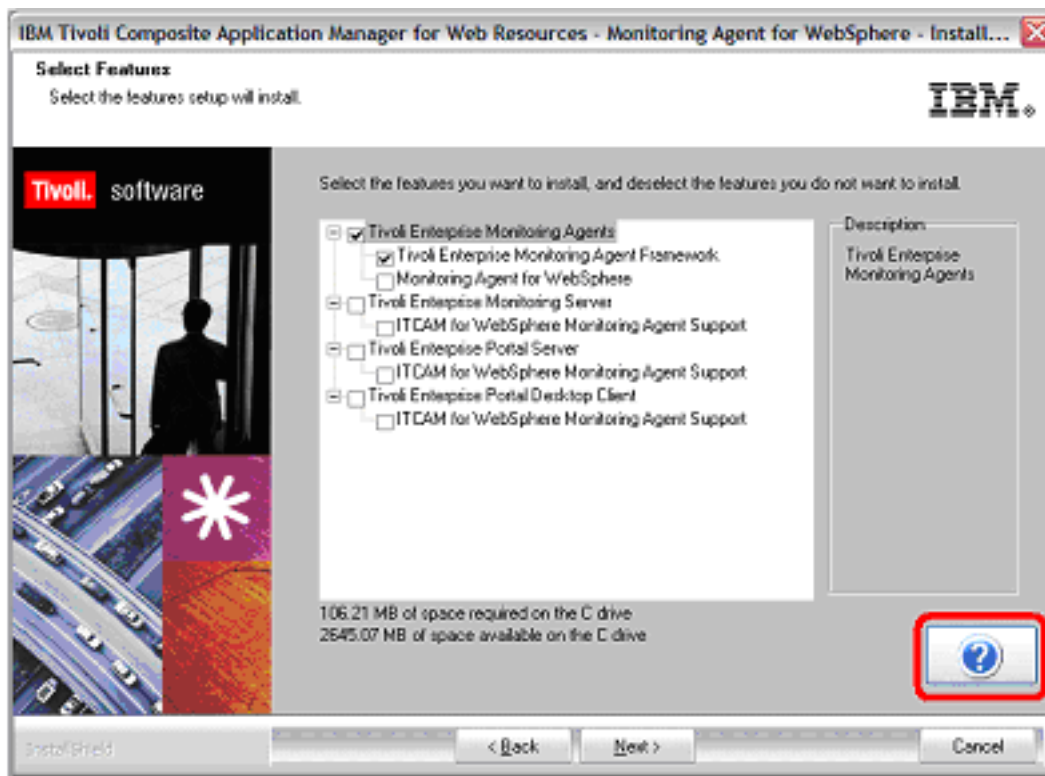 IBM Tivoli Composite Application Manager for Web Resources - Monitoring Agent for WebSphere - Install...
Select Features
Select the features setup will install.
IBM®
Tivoli. software
Select the features you want to install, and deselect the features you do not want to install.
Tivoli Enterprise Monitoring Agents
Tivoli Enterprise Monitoring Agent Framework
Monitoring Agent for WebSphere
Tivoli Enterprise Monitoring Server
ITCAM for WebSphere Monitoring Agent Support
Tivoli Enterprise Portal Server
ITCAM for WebSphere Monitoring Agent Support
Tivoli Enterprise Portal Desktop Client
ITCAM for WebSphere Monitoring Agent Support
Description
Tivoli Enterprise
Monitoring Agents
106.21 MB of space required on the C drive
2645.07 MB of space available on the C drive
?
InstallShield
< Back
Next >
Cancel